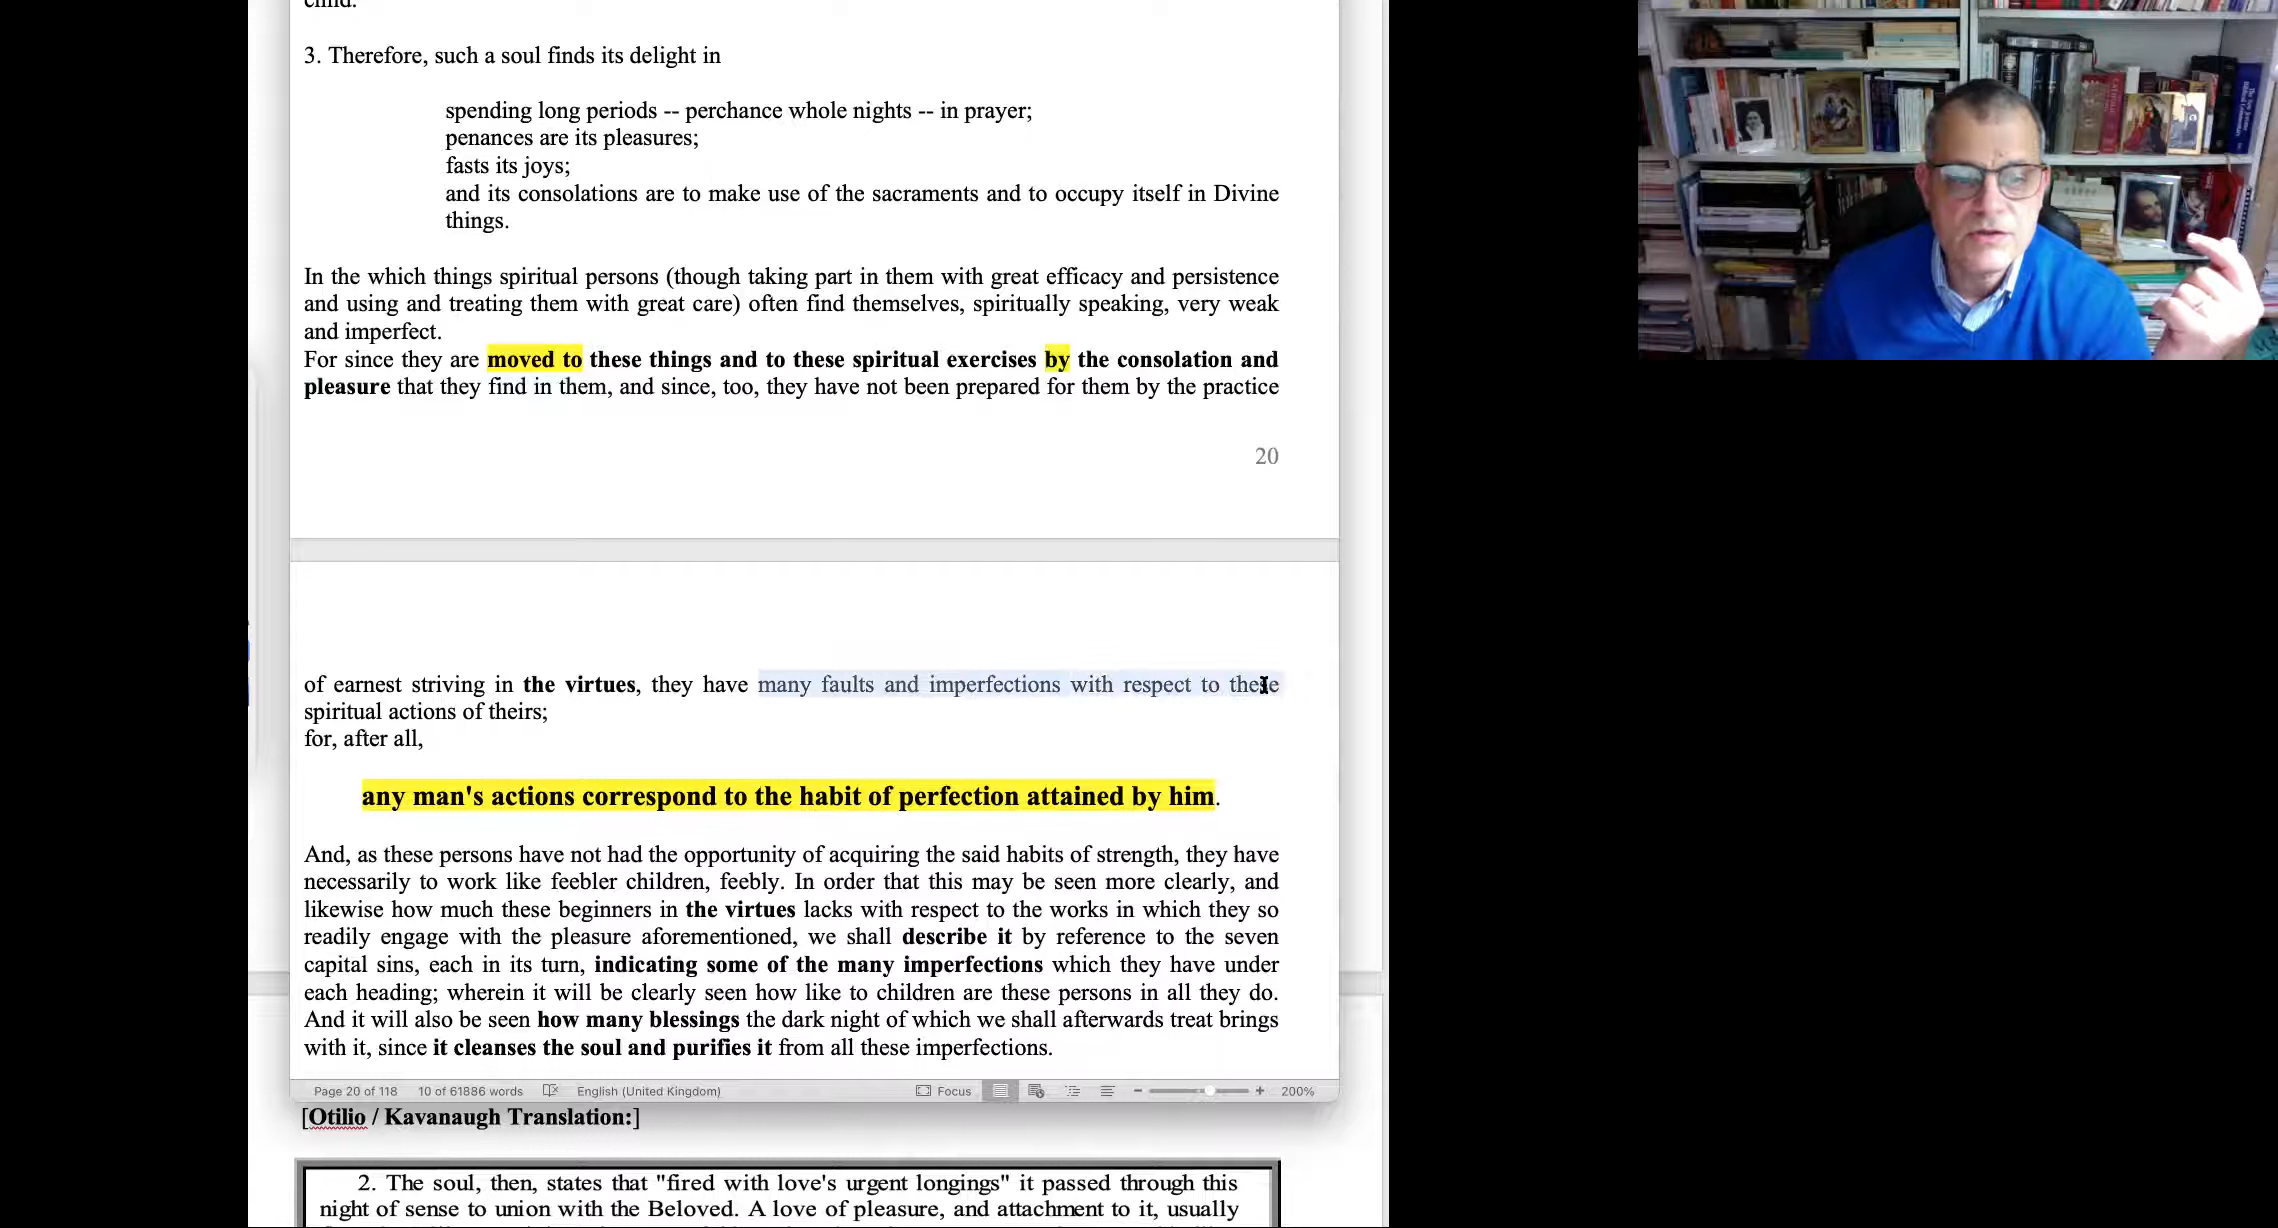 child.
3. Therefore, such a soul finds its delight in
spending long periods -- perchance whole nights -- in prayer;
penances are its pleasures;
fasts its joys;
and its consolations are to make use of the sacraments and to occupy itself in Divine
things.
In the which things spiritual persons (though taking part in them with great efficacy and persistence
and using and treating them with great care) often find themselves, spiritually speaking, very weak
and imperfect.
For since they are moved to these things and to these spiritual exercises by the consolation and
pleasure that they find in them, and since, too, they have not been prepared for them by the practice
20
of earnest striving in the virtues, they have many faults and imperfections with respect to these
spiritual actions of theirs;
for, after all,
any man's actions correspond to the habit of perfection attained by him.
And, as these persons have not had the opportunity of acquiring the said habits of strength, they have
necessarily to work like feebler children, feebly. In order that this may be seen more clearly, and
likewise how much these beginners in the virtues lacks with respect to the works in which they so
readily engage with the pleasure aforementioned, we shall describe it by reference to the seven
capital sins, each in its turn, indicating some of the many imperfections which they have under
each heading; wherein it will be clearly seen how like to children are these persons in all they do.
And it will also be seen how many blessings the dark night of which we shall afterwards treat brings
with it, since it cleanses the soul and purifies it from all these imperfections.
Page 20 of 118 10 of 61886 words English (United Kingdom) Focus 200%
[Otilio / Kavanaugh Translation:]
2. The soul, then, states that "fired with love's urgent longings" it passed through this
night of sense to union with the Beloved. A love of pleasure, and attachment to it, usually